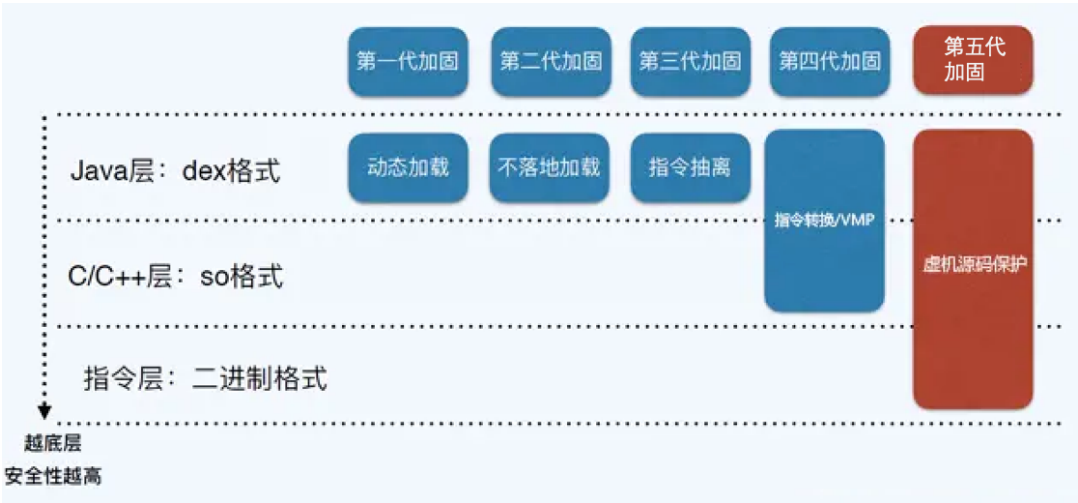 第一代加固
第二代加固
第三代加固
第四代加固
第五代
加固
Java层：dex格式
动态加载
不落地加载
指令抽离
指令转换/VMP
C/C++层：so格式
虚机源码保护
指令层：二进制格式
越底层
安全性越高